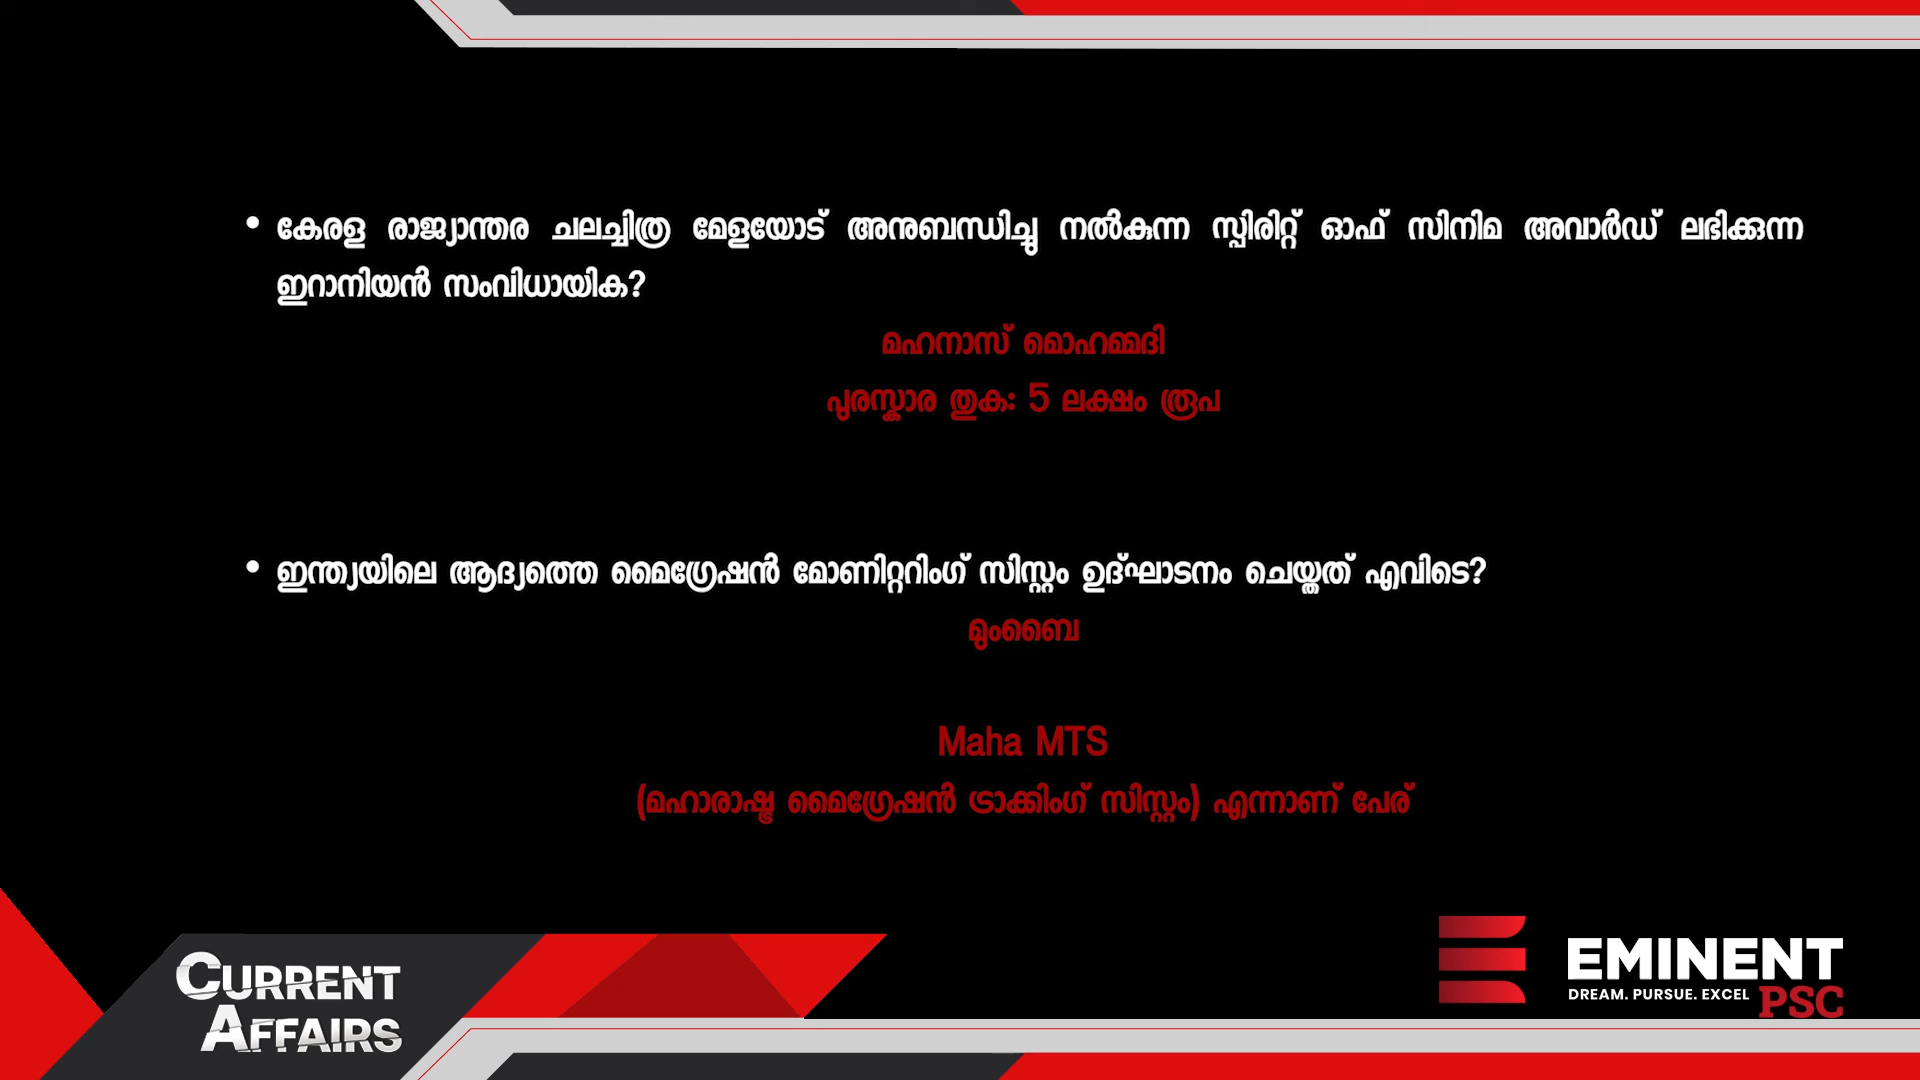 • കേരള രാജ്യാന്തര ചലച്ചിത്ര മേളയോട് അനുബന്ധിച്ചു നൽകുന്ന സ്പിരിറ്റ് ഓഫ് സിനിമ അവാർഡ് ലഭിക്കുന്ന
ഇറാനിയൻ സംവിധായിക?
മഹനാസ് മൊഹമ്മദി
പുരസ്കാര തുക: 5 ലക്ഷം രൂപ
• ഇന്ത്യയിലെ ആദ്യത്തെ മൈഗ്രേഷൻ മോണിറ്ററിംഗ് സിസ്റ്റം ഉദ്ഘാടനം ചെയ്തത് എവിടെ?
മുംബൈ
Maha MTS
(മഹാരാഷ്ട്ര മൈഗ്രേഷൻ ട്രാക്കിംഗ് സിസ്റ്റം) എന്നാണ് പേര്
CURRENT
AFFAIRS
EMINENT
DREAM. PURSUE. EXCEL
PSC